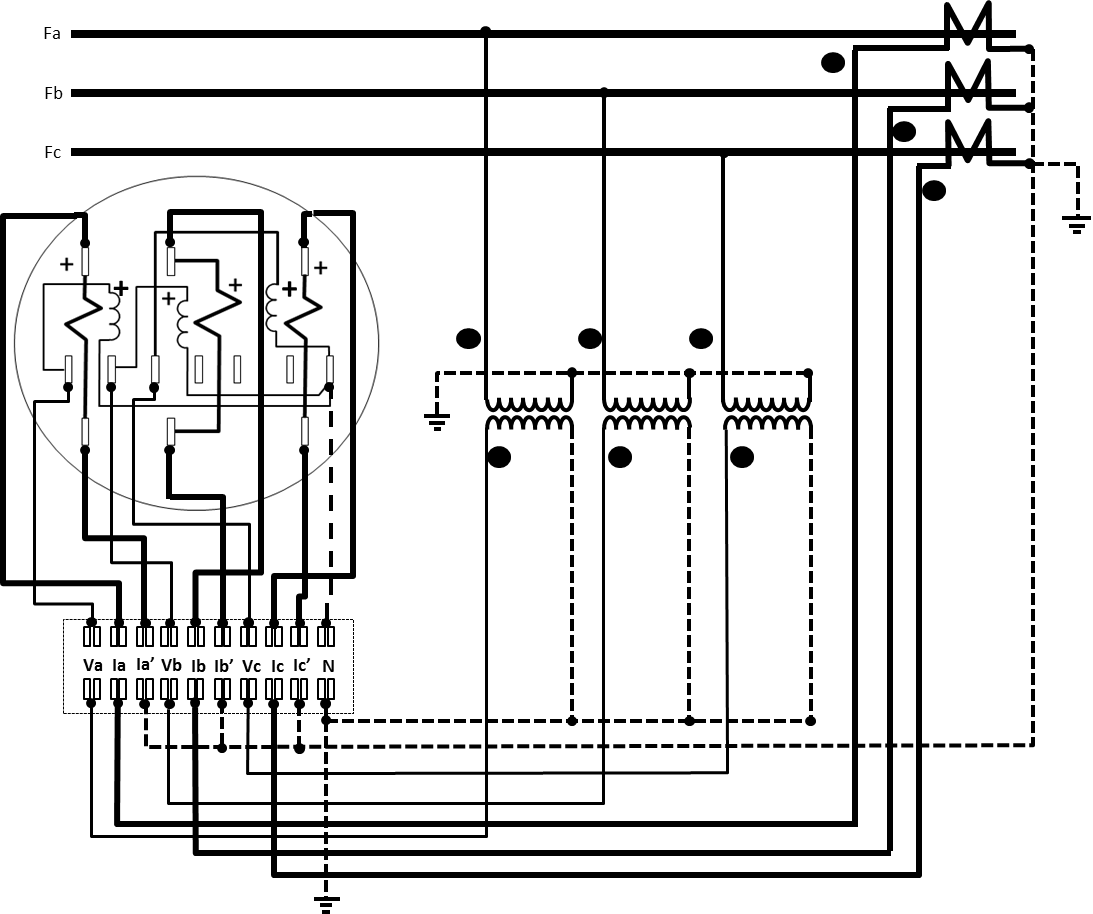 Fa
Fb
Fc
+ + + + + +
Va Ia Ia’ Vb Ib Ib’ Vc Ic Ic’ N